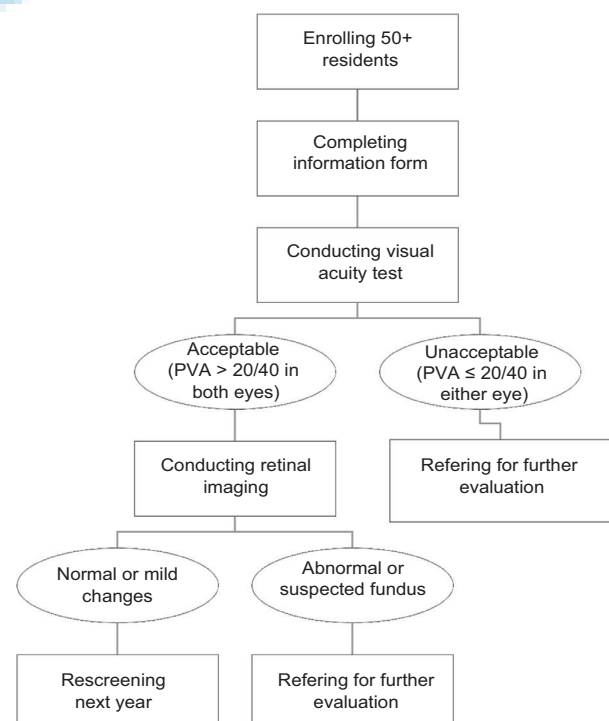 Enrolling 50+
residents
Completing
information form
Conducting visual
acuity test
Acceptable
(PVA > 20/40 in
both eyes)
Unacceptable
(PVA ≤ 20/40 in
either eye)
Conducting retinal
imaging
Refering for further
evaluation
Normal or mild
changes
Abnormal or
suspected fundus
Rescreening
next year
Refering for further
evaluation